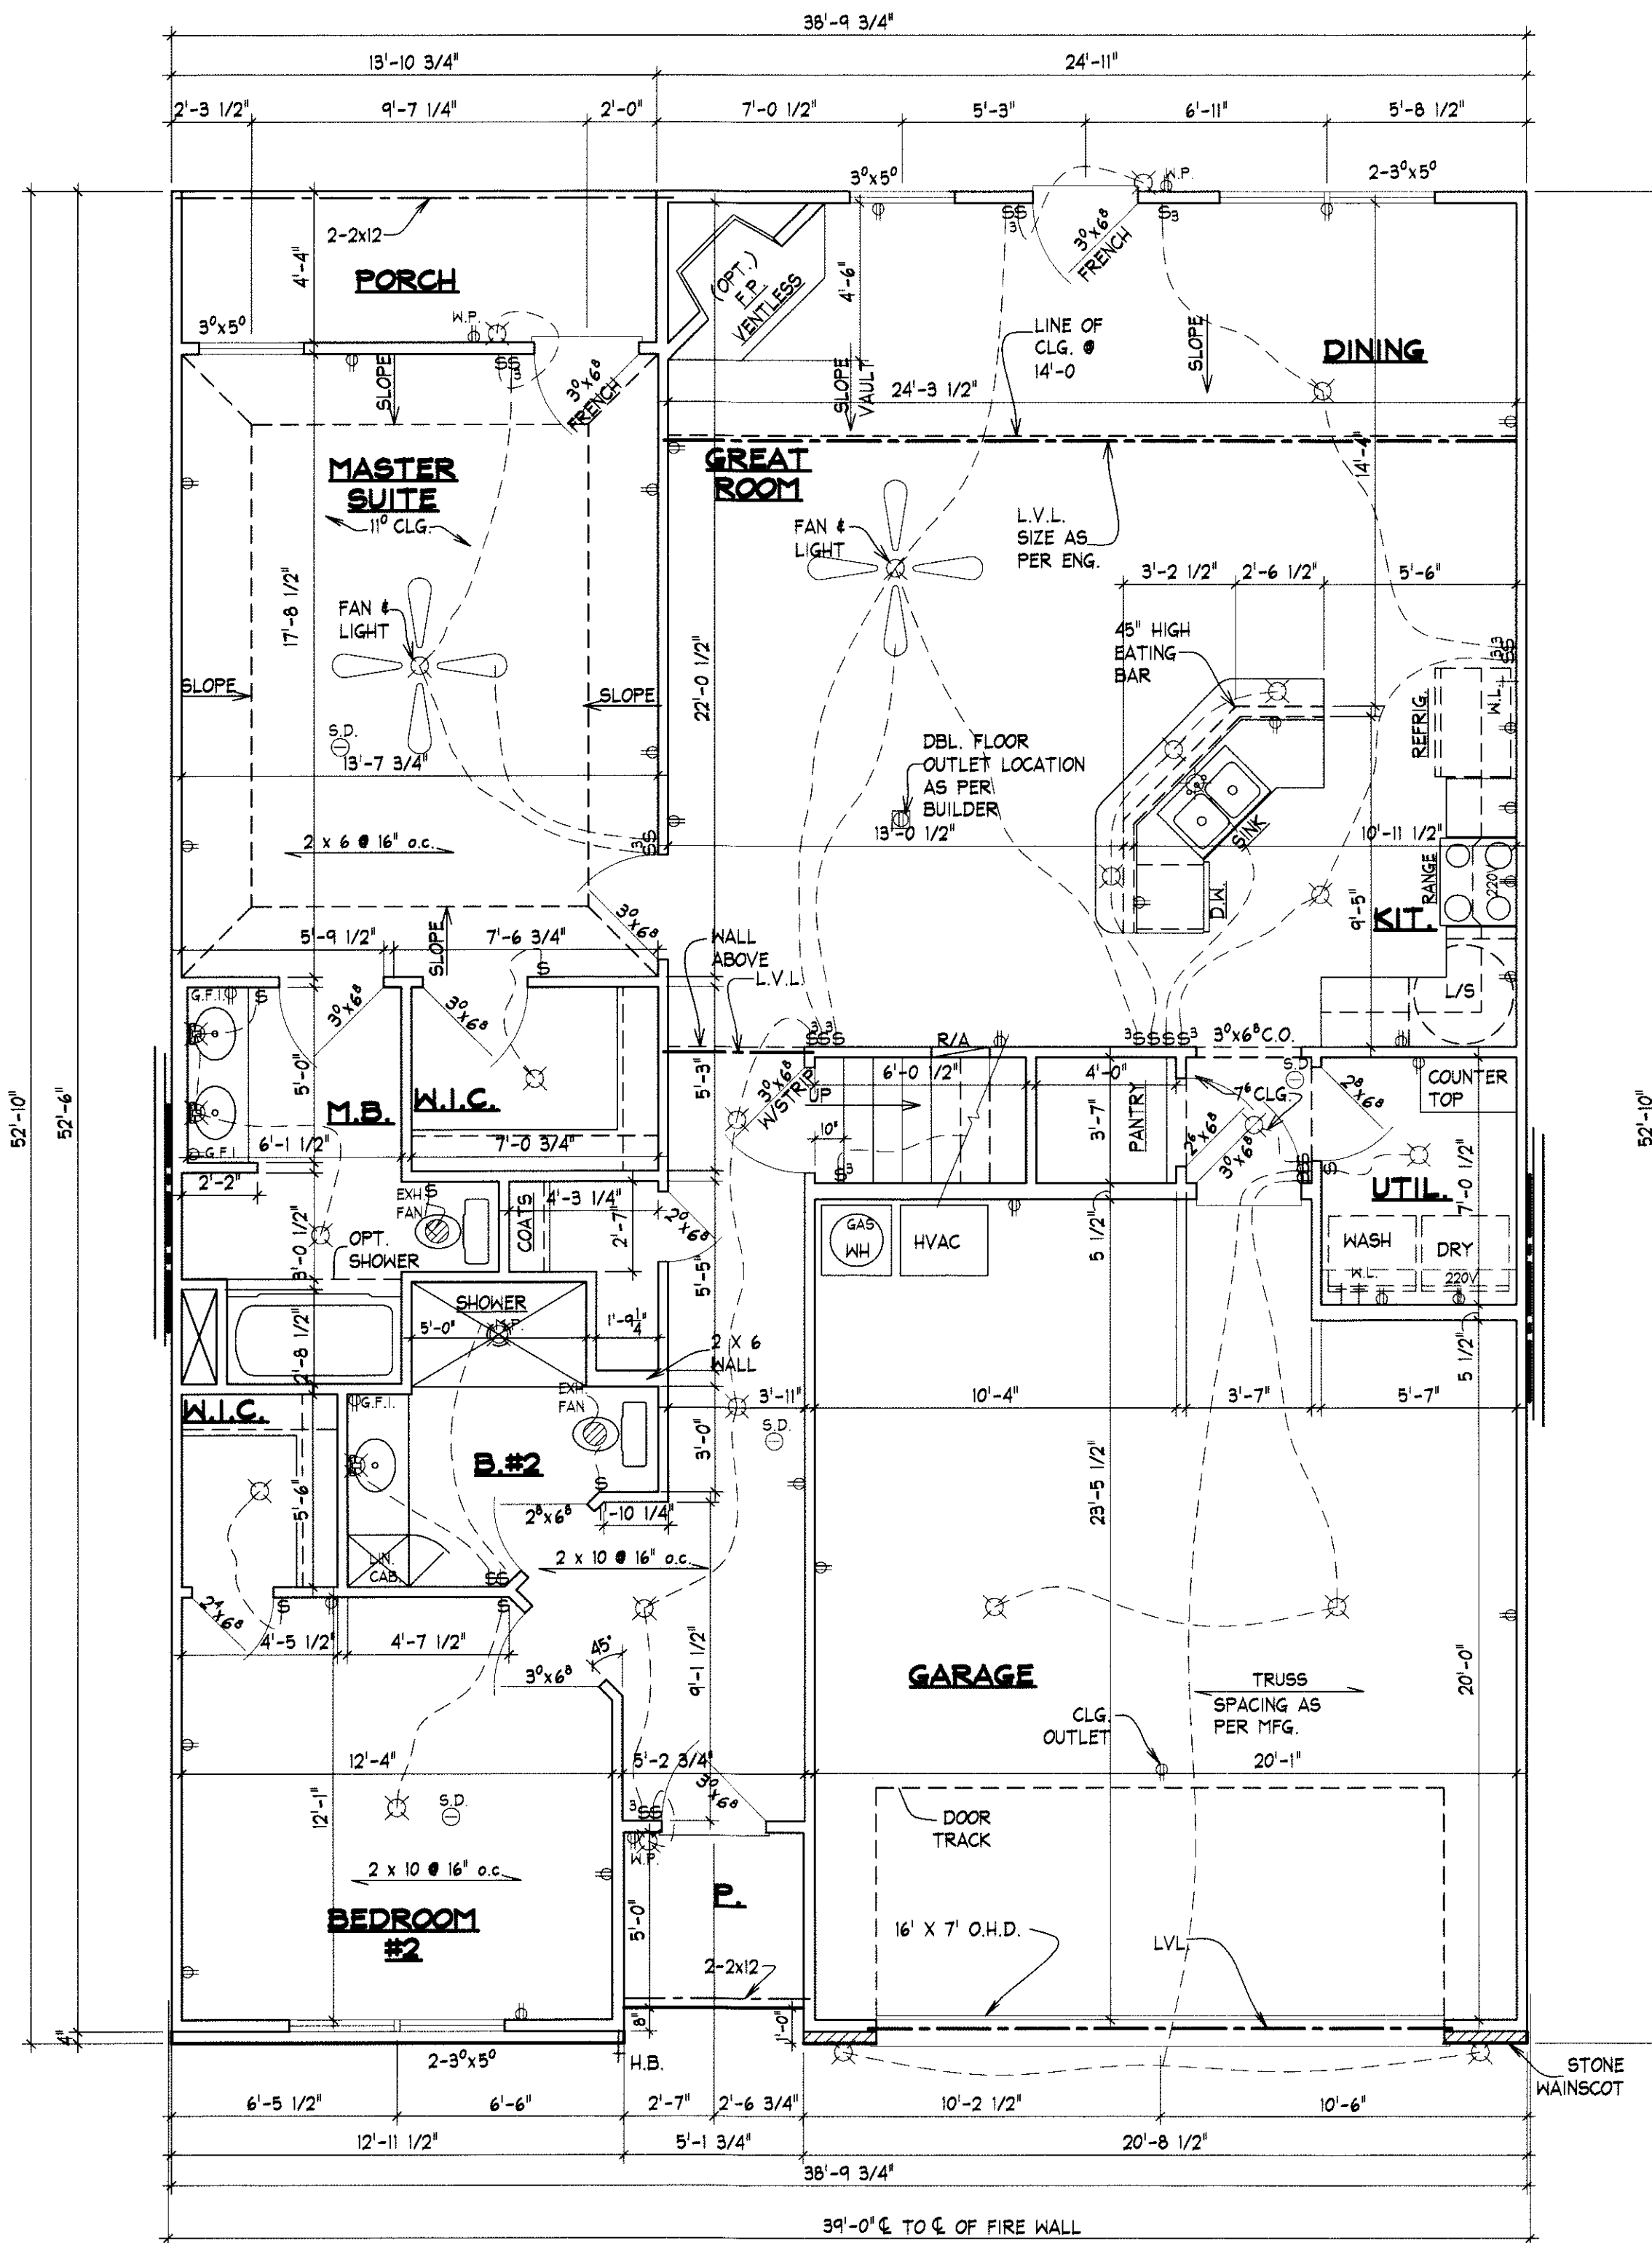 38'-9 3/4"
13'-10 3/4"
24'-11"
2'-3 1/2"
9'-7 1/4"
2'-0"
7'-0 1/2"
5'-3"
6'-11"
5'-8 1/2"
3⁰x5⁰
W.P.
2-3⁰x5⁰
SS
3
S3
2-2x12
4'-4"
PORCH
(OPT.)
F.P.
VENTLESS
4'-6"
3⁰x6⁸
FRENCH
3⁰x5⁰
W.P.
SS
3
LINE OF
CLG. @
14'-0
SLOPE
DINING
SLOPE
3⁰x6⁸
FRENCH
SLOPE
VAULT
24'-3 1/2"
MASTER
SUITE
11⁰ CLG.
GREAT
ROOM
14'-4"
FAN &
LIGHT
L.V.L.
SIZE AS
PER ENG.
3'-2 1/2"
2'-6 1/2"
5'-6"
17'-8 1/2"
FAN &
LIGHT
22'-0 1/2"
45" HIGH
EATING
BAR
3 3
SS
SLOPE
SLOPE
REFRIG.
W.L.
S.D.
13'-7 3/4"
DBL. FLOOR
OUTLET LOCATION
AS PER
BUILDER
13'-0 1/2"
SINK
10'-11 1/2"
2 x 6 @ 16" o.c.
3SS
RANGE
220V
D.W.
KIT.
9'-5"
3⁰x6⁸
5'-9 1/2"
SLOPE
7'-6 3/4"
WALL
ABOVE
L.V.L.
S
G.F.I.
S
3⁰x6⁸
3⁰x6⁸
L/S
3 3
SSS
R/A
3SSSS3
3⁰x6⁸ C.O.
52'-10"
52'-6"
52'-10"
5'-0"
M.B.
W.I.C.
5'-3"
3⁰x6⁸
W/STRIP
UP
6'-0 1/2"
4'-0"
S.D.
7⁶ CLG.
2⁸x6⁸
COUNTER
TOP
3'-7"
PANTRY
2⁶x6⁸
3⁰x6⁸
10"
S3
G.F.I.
6'-1 1/2"
7'-0 3/4"
2'-2"
SS
S
UTIL.
7'-0 1/2"
EXH.
FAN
S
COATS
4'-3 1/4"
2'-7"
2⁰x6⁸
3'-0 1/2"
OPT.
SHOWER
5'-5"
GAS
WH
HVAC
5 1/2"
WASH
DRY
W.L.
220V
SHOWER
5'-0"
W.P.
1'-9 1/4"
2'-8 1/2"
2 X 6
WALL
5 1/2"
W.I.C.
G.F.I.
EXH.
FAN
3'-11"
10'-4"
3'-7"
5'-7"
S.D.
3'-0"
B.#2
5'-6"
S
2⁸x6⁸
1'-10 1/4"
23'-5 1/2"
2 x 10 @ 16" o.c.
LIN.
CAB.
SS
2⁴x6⁸
S
S
4'-5 1/2"
4'-7 1/2"
45°
3⁰x6⁸
9'-1 1/2"
GARAGE
TRUSS
SPACING AS
PER MFG.
20'-0"
CLG.
OUTLET
12'-4"
5'-2 3/4"
20'-1"
3⁰x6⁸
3SS
W.P.
12'-1"
S.D.
DOOR
TRACK
2 x 10 @ 16" o.c.
BEDROOM
#2
P.
5'-0"
16' X 7' O.H.D.
LVL
2-2x12
8"
1'-0"
4"
2-3⁰x5⁰
H.B.
STONE
WAINSCOT
6'-5 1/2"
6'-6"
2'-7"
2'-6 3/4"
10'-2 1/2"
10'-6"
12'-11 1/2"
5'-1 3/4"
20'-8 1/2"
38'-9 3/4"
39'-0" ℄ TO ℄ OF FIRE WALL